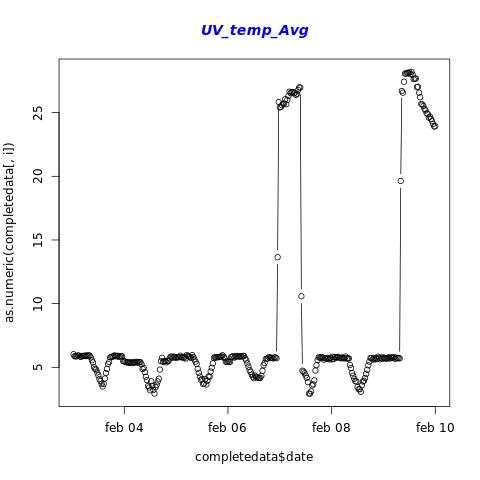 UV_temp_Avg
as.numeric(completedata[, i])
25
20
15
10
5
feb 04
feb 06
feb 08
feb 10
completedata$date